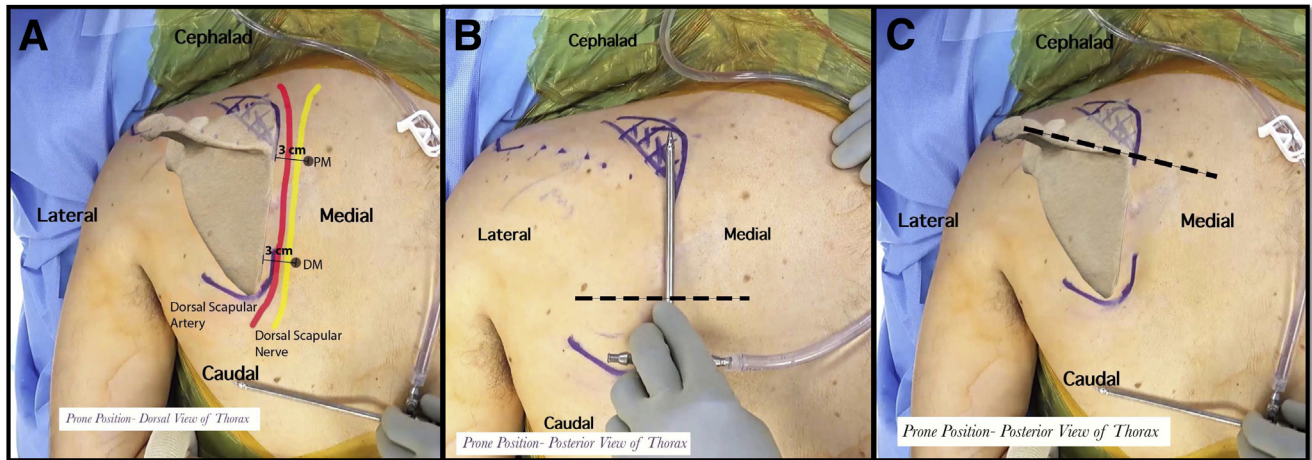 A
Cephalad
3 cm
PM
Lateral
Medial
3 cm
DM
Dorsal Scapular
Artery
Dorsal Scapular
Nerve
Caudal
Prone Position- Dorsal View of Thorax
B
Cephalad
Lateral
Medial
Caudal
Prone Position- Posterior View of Thorax
C
Cephalad
Lateral
Medial
Caudal
Prone Position- Posterior View of Thorax